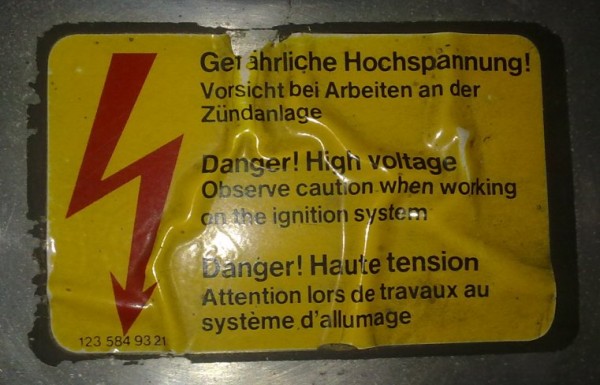 Gefährliche Hochspannung!
Vorsicht bei Arbeiten an der
Zündanlage
Danger! High voltage
Observe caution when working
on the ignition system
Danger! Haute tension
Attention lors de travaux au
système d'allumage
123 584 93 21